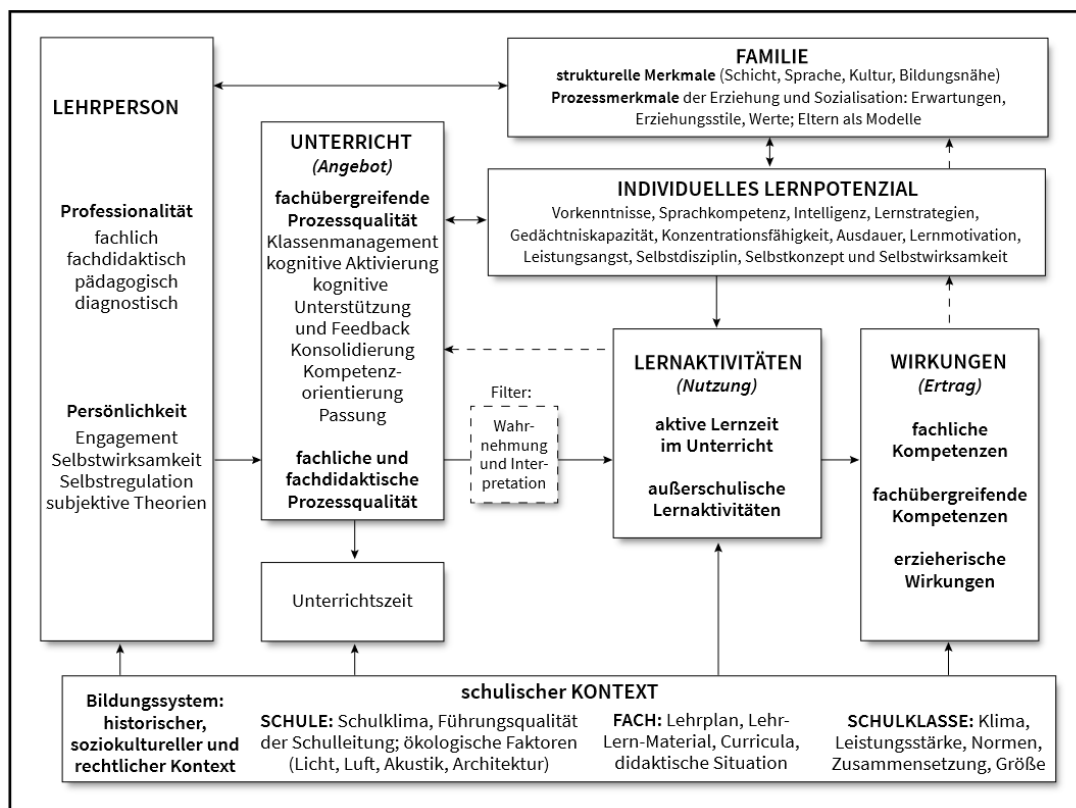 LEHRPERSON
Professionalität
fachlich
fachdidaktisch
pädagogisch
diagnostisch
Persönlichkeit
Engagement
Selbstwirksamkeit
Selbstregulation
subjektive Theorien
UNTERRICHT
(Angebot)
fachübergreifende
Prozessqualität
Klassenmanagement
kognitive Aktivierung
kognitive
Unterstützung
und Feedback
Konsolidierung
Kompetenz-
orientierung
Passung
fachliche und
fachdidaktische
Prozessqualität
Unterrichtszeit
FAMILIE
strukturelle Merkmale (Schicht, Sprache, Kultur, Bildungsnähe)
Prozessmerkmale der Erziehung und Sozialisation: Erwartungen,
Erziehungsstile, Werte; Eltern als Modelle
INDIVIDUELLES LERNPOTENZIAL
Vorkenntnisse, Sprachkompetenz, Intelligenz, Lernstrategien,
Gedächtniskapazität, Konzentrationsfähigkeit, Ausdauer, Lernmotivation,
Leistungsangst, Selbstdisziplin, Selbstkonzept und Selbstwirksamkeit
Filter:
Wahr-
nehmung
und Inter-
pretation
LERNAKTIVITÄTEN
(Nutzung)
aktive Lernzeit
im Unterricht
außerschulische
Lernaktivitäten
WIRKUNGEN
(Ertrag)
fachliche
Kompetenzen
fachübergreifende
Kompetenzen
erzieherische
Wirkungen
schulischer KONTEXT
Bildungssystem:
historischer,
soziokultureller und
rechtlicher Kontext
SCHULE: Schulklima, Führungsqualität
der Schulleitung; ökologische Faktoren
(Licht, Luft, Akustik, Architektur)
FACH: Lehrplan, Lehr-
Lern-Material, Curricula,
didaktische Situation
SCHULKLASSE: Klima,
Leistungsstärke, Normen,
Zusammensetzung, Größe